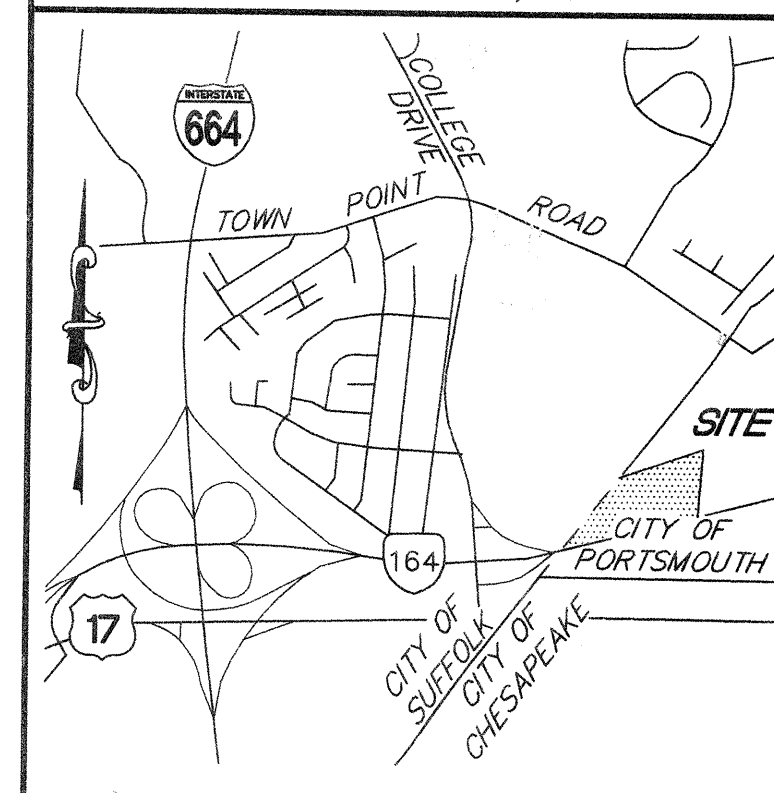 INTERSTATE
664
COLLEGE
DRIVE
TOWN POINT ROAD
SITE
CITY OF
PORTSMOUTH
164
17
CITY OF
SUFFOLK
CITY OF
CHESAPEAKE